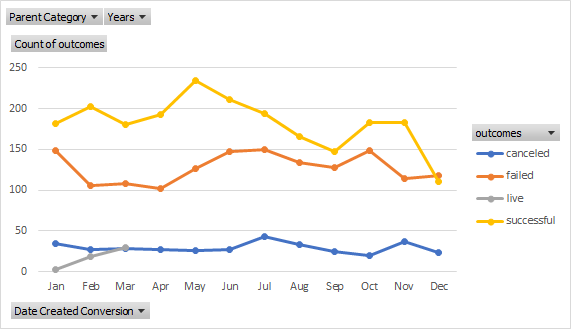 Parent Category Years
Count of outcomes
250
200
150
100
50
0
Jan Feb Mar Apr May Jun Jul Aug Sep Oct Nov Dec
outcomes
canceled
failed
live
successful
Date Created Conversion